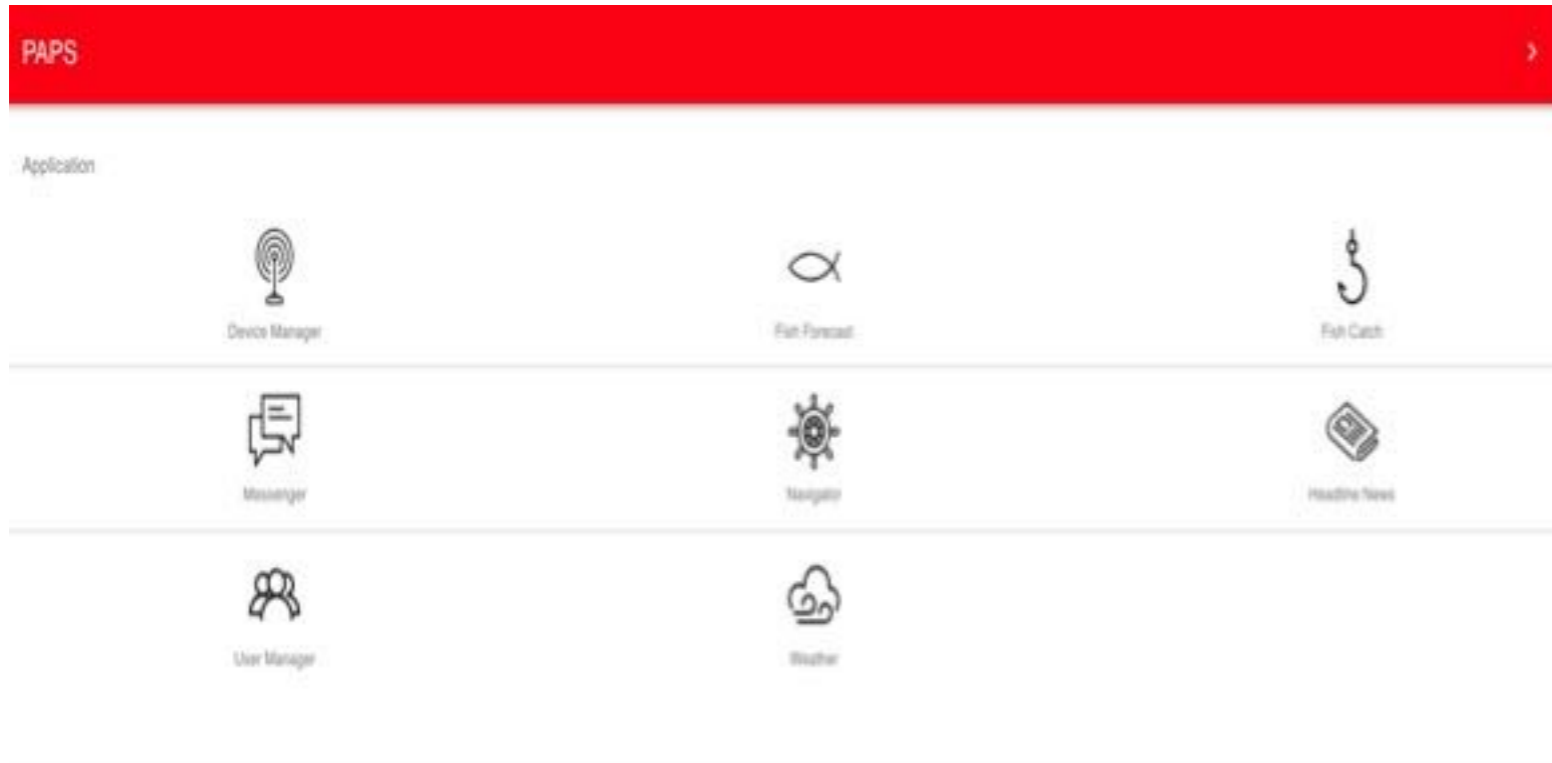 PAPS
Application
Device Manager
Fish Forecast
Fish Catch
Messenger
Navigator
Headline News
User Manager
Weather